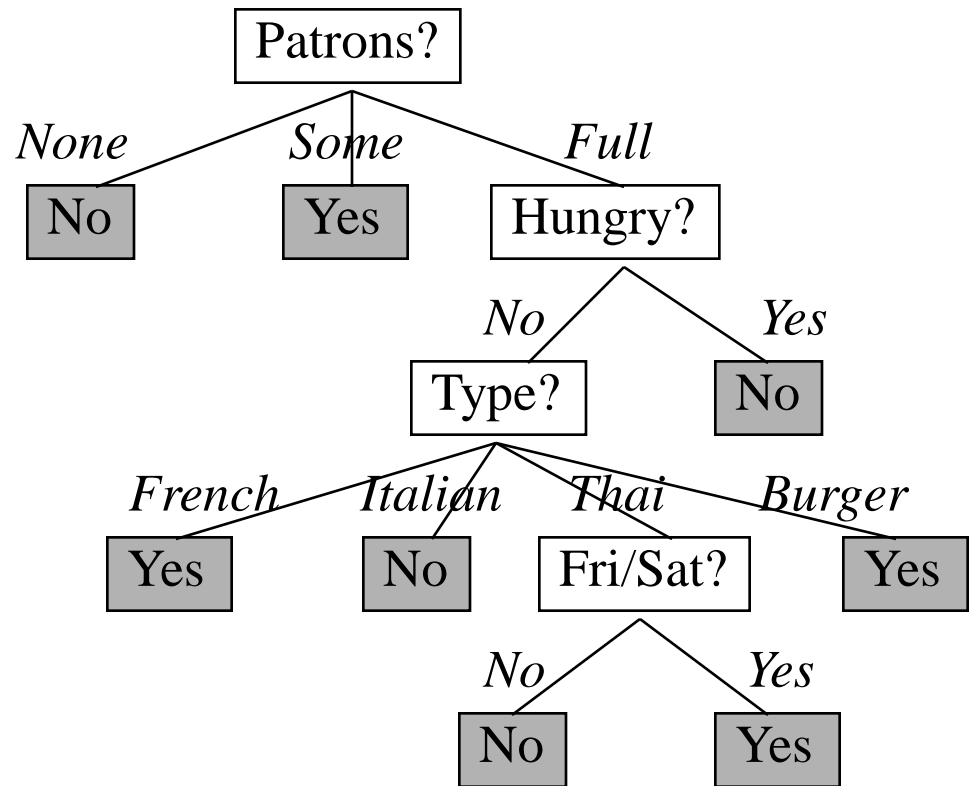 Patrons?
None Some Full
No Yes Hungry?
No Yes
Type? No
French Italian Thai Burger
Yes No Fri/Sat? Yes
No Yes
No Yes